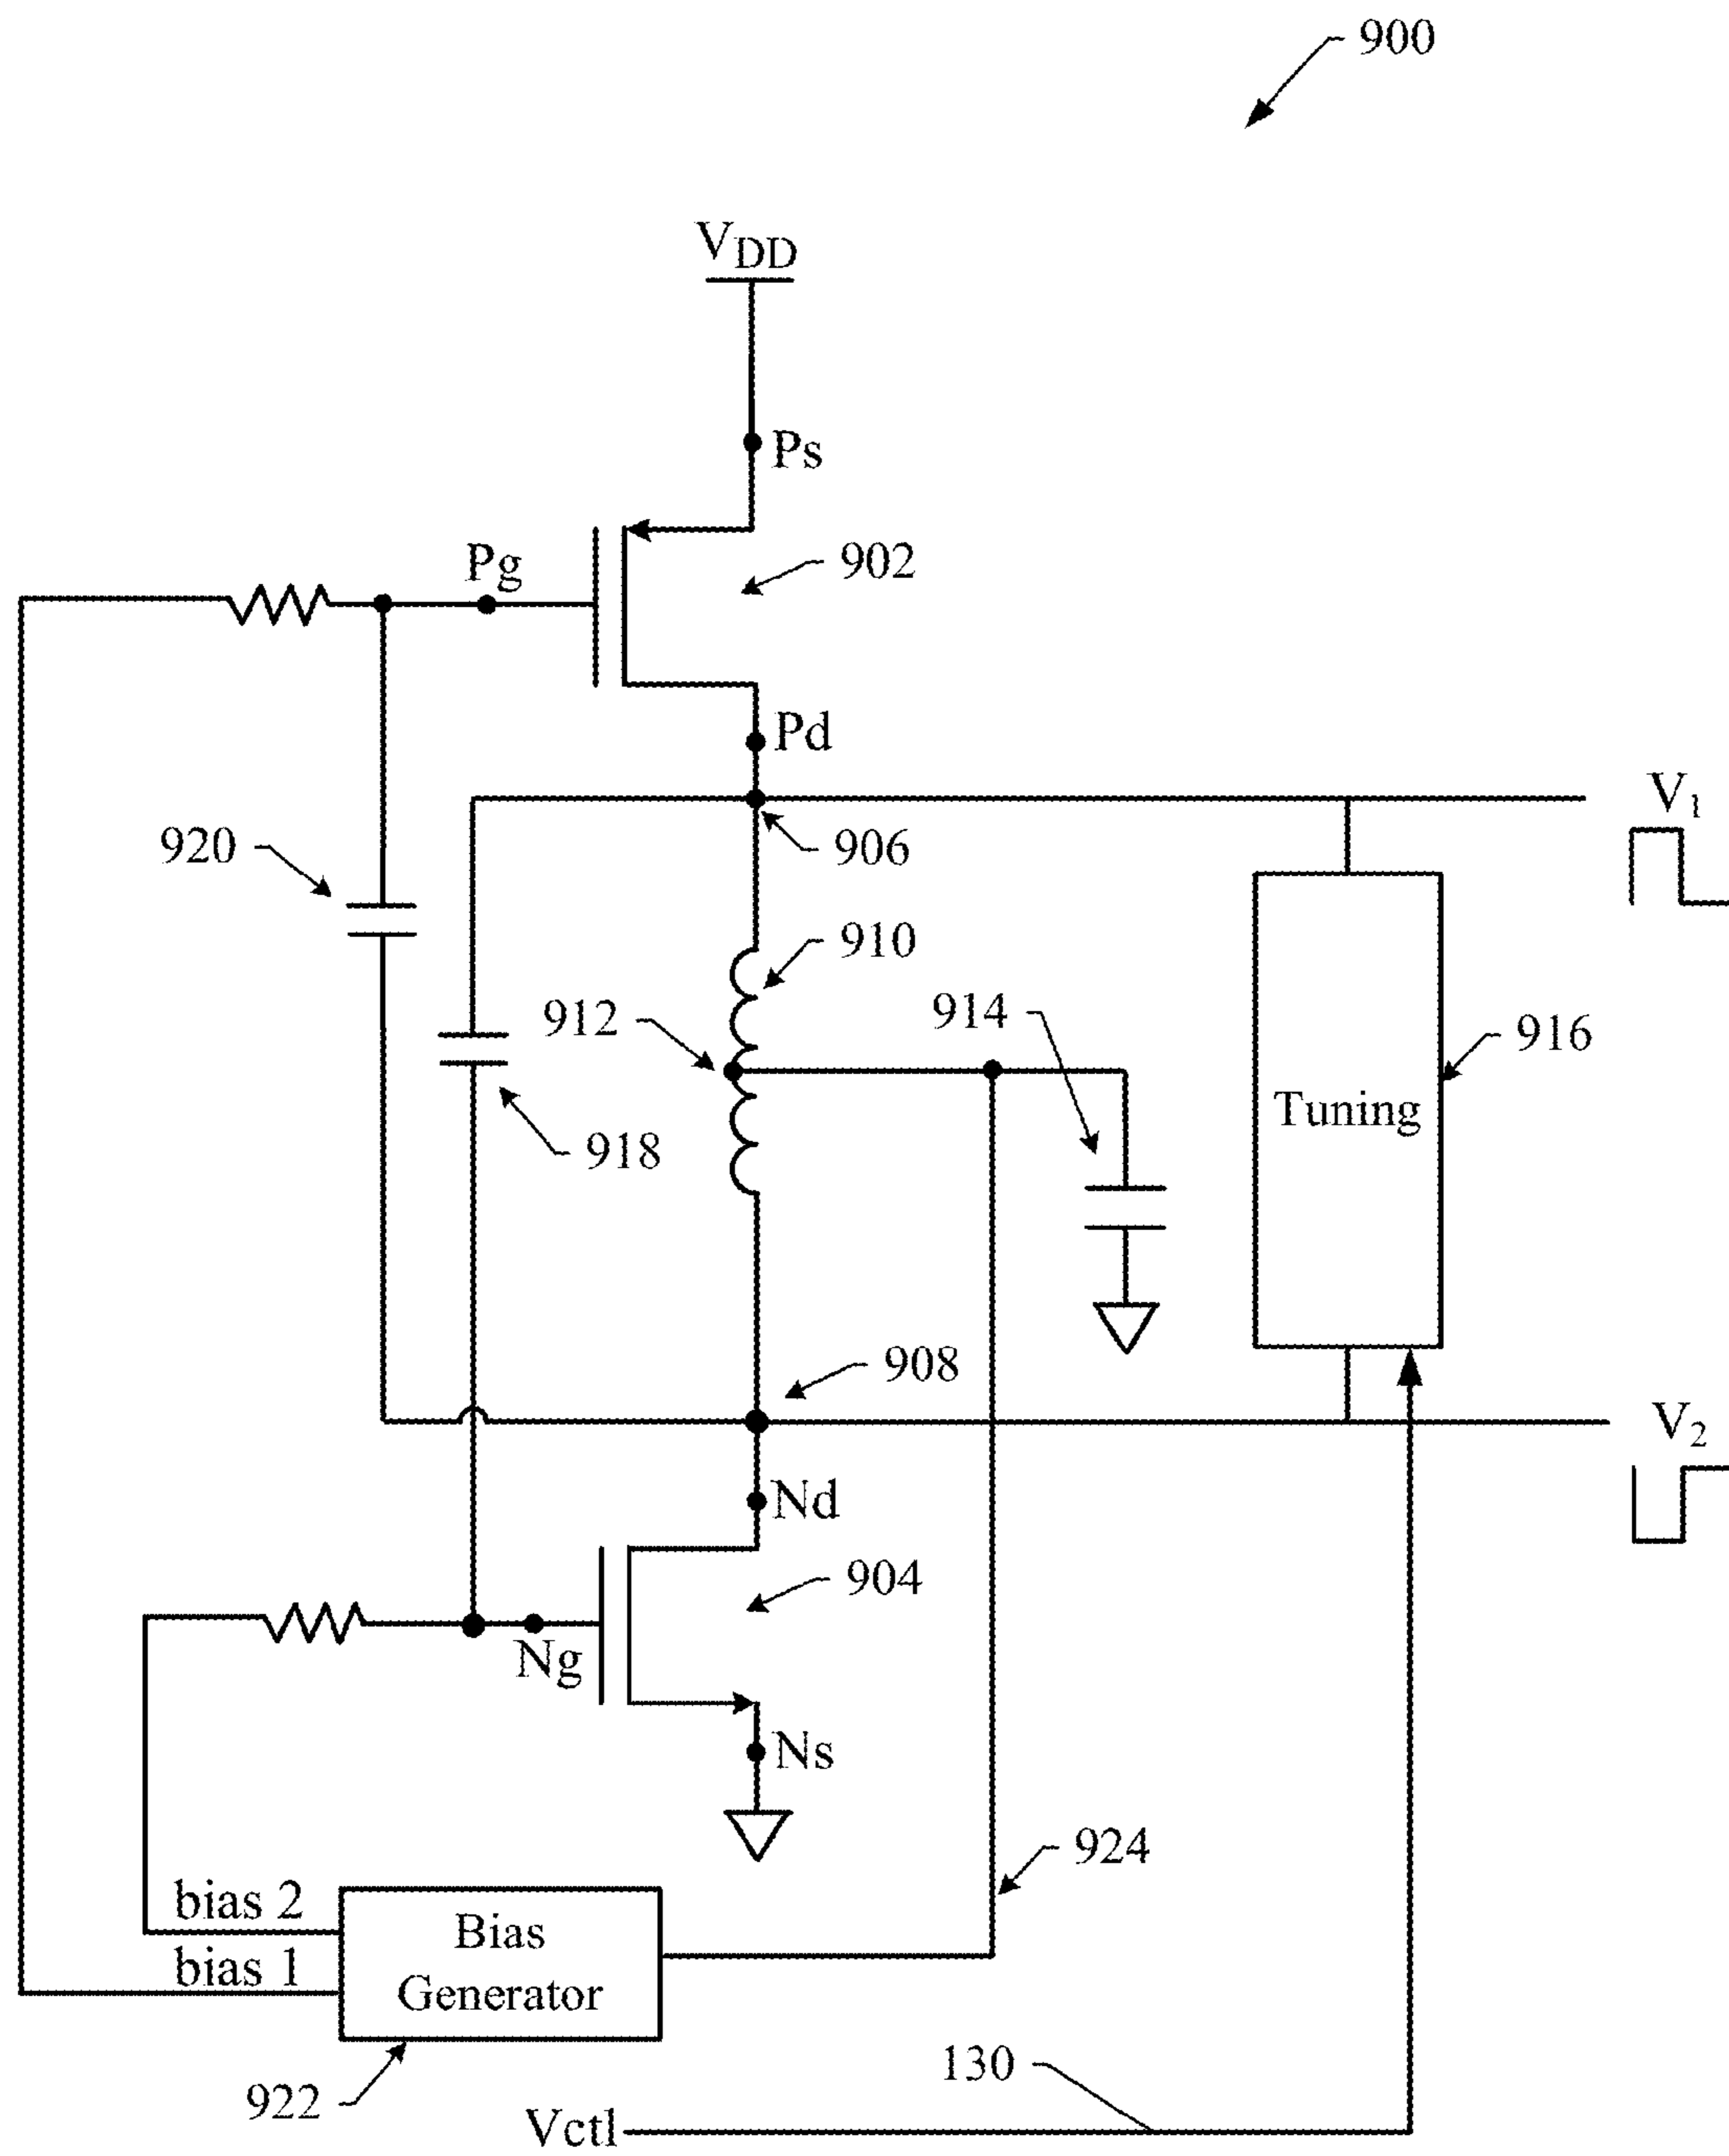 900
V_DD
Ps
902
Pg
Pd
V₁
920
906
910
912
914
916
Tuning
918
908
V₂
Nd
904
Ng
Ns
924
bias 2
bias 1
Bias
Generator
130
922
Vctl